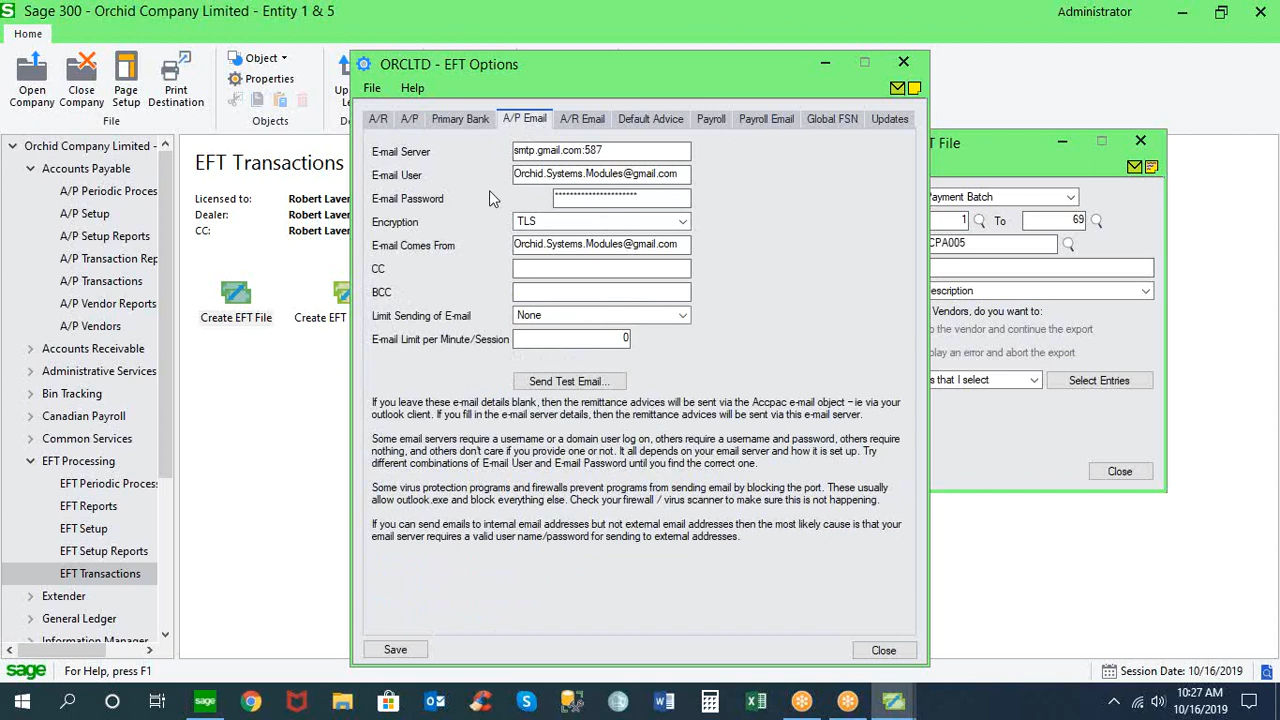 Sage 300 - Orchid Company Limited - Entity 1 & 5
Administrator
Home
Open Company
Close Company
Page Setup
Print Destination
Object
Properties
File
Objects
ORCLTD - EFT Options
File Help
A/R A/P Primary Bank A/P Email A/R Email Default Advice Payroll Payroll Email Global FSN Updates
E-mail Server smtp.gmail.com:587
E-mail User Orchid.Systems.Modules@gmail.com
E-mail Password **********************
Encryption TLS
E-mail Comes From Orchid.Systems.Modules@gmail.com
CC
BCC
Limit Sending of E-mail None
E-mail Limit per Minute/Session 0
Send Test Email...
If you leave these e-mail details blank, then the remittance advices will be sent via the Accpac e-mail object – ie via your
outlook client. If you fill in the e-mail server details, then the remittance advices will be sent via this e-mail server.
Some email servers require a username or a domain user log on, others require a username and password, others require
nothing, and others don't care if you provide one or not. It all depends on your email server and how it is set up. Try
different combinations of E-mail User and E-mail Password until you find the correct one.
Some virus protection programs and firewalls prevent programs from sending email by blocking the port. These usually
allow outlook.exe and block everything else. Check your firewall / virus scanner to make sure this is not happening.
If you can send emails to internal email addresses but not external email addresses then the most likely cause is that your
email server requires a valid user name/password for sending to external addresses.
Save
Close
Orchid Company Limited -
Accounts Payable
A/P Periodic Proces
A/P Setup
A/P Setup Reports
A/P Transaction Rep
A/P Transactions
A/P Vendor Reports
A/P Vendors
Accounts Receivable
Administrative Services
Bin Tracking
Canadian Payroll
Common Services
EFT Processing
EFT Periodic Proces
EFT Reports
EFT Setup
EFT Setup Reports
EFT Transactions
Extender
General Ledger
Information Manager
EFT Transactions
Licensed to: Robert Laver
Dealer: Robert Laver
CC: Robert Laver
Create EFT File
Create EFT
File
Payment Batch
1 To 69
CPA005
escription
Vendors, do you want to:
o the vendor and continue the export
play an error and abort the export
s that I select
Select Entries
Close
sage For Help, press F1
Session Date: 10/16/2019
10:27 AM
10/16/2019